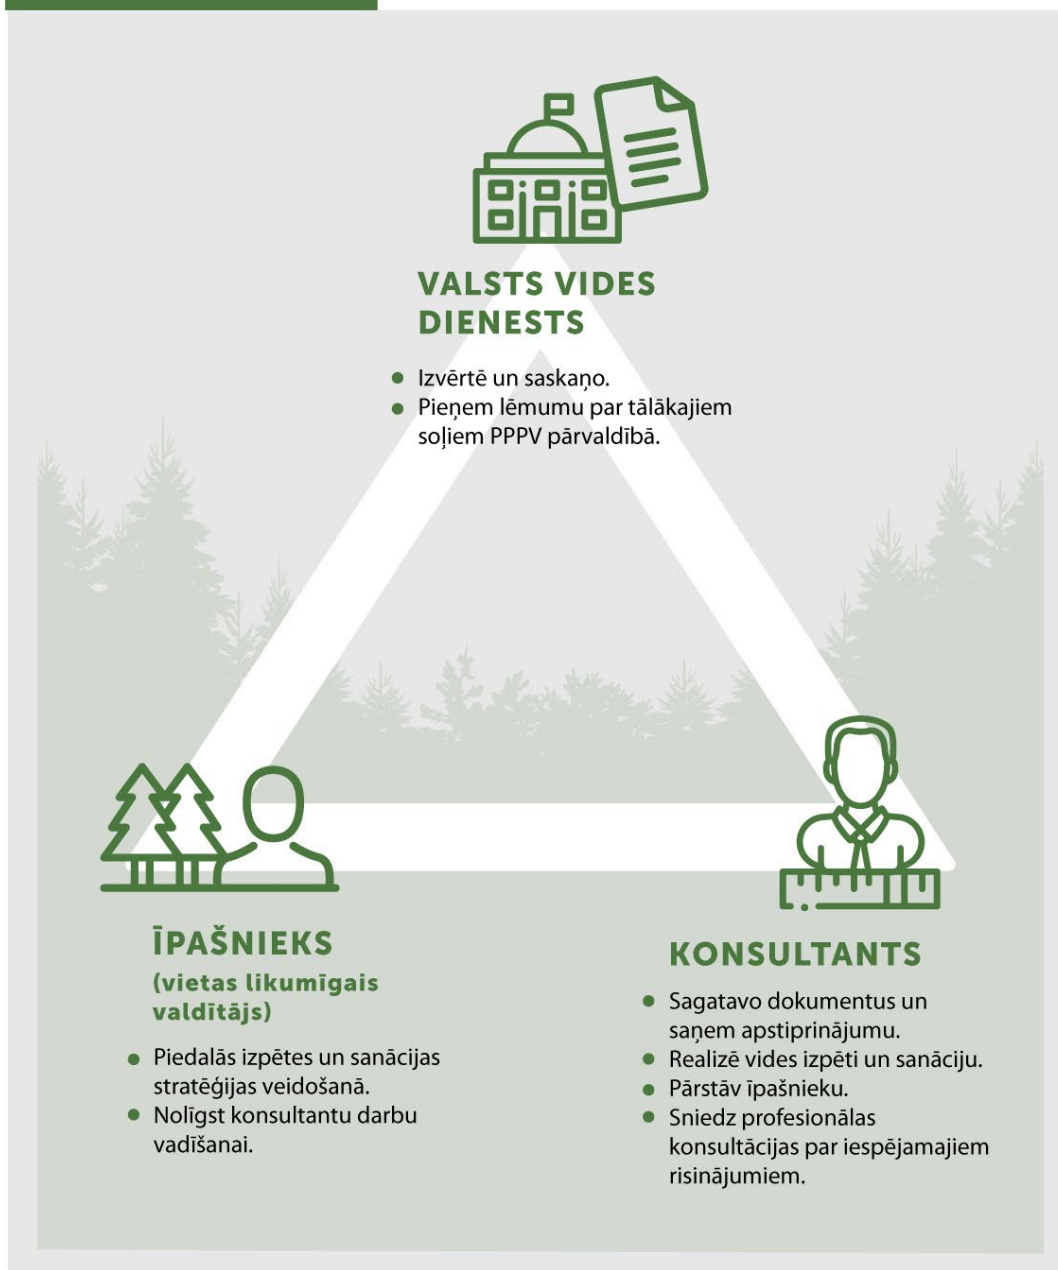 VALSTS VIDES
DIENESTS
Izvērtē un saskaņo.
Pieņem lēmumu par tālākajiem
soļiem PPPV pārvaldībā.
ĪPAŠNIEKS
(vietas likumīgais
valdītājs)
Piedalās izpētes un sanācijas
stratēģijas veidošanā.
Nolīgst konsultantu darbu
vadīšanai.
KONSULTANTS
Sagatavo dokumentus un
saņem apstiprinājumu.
Realizē vides izpēti un sanāciju.
Pārstāv īpašnieku.
Sniedz profesionālas
konsultācijas par iespējamajiem
risinājumiem.